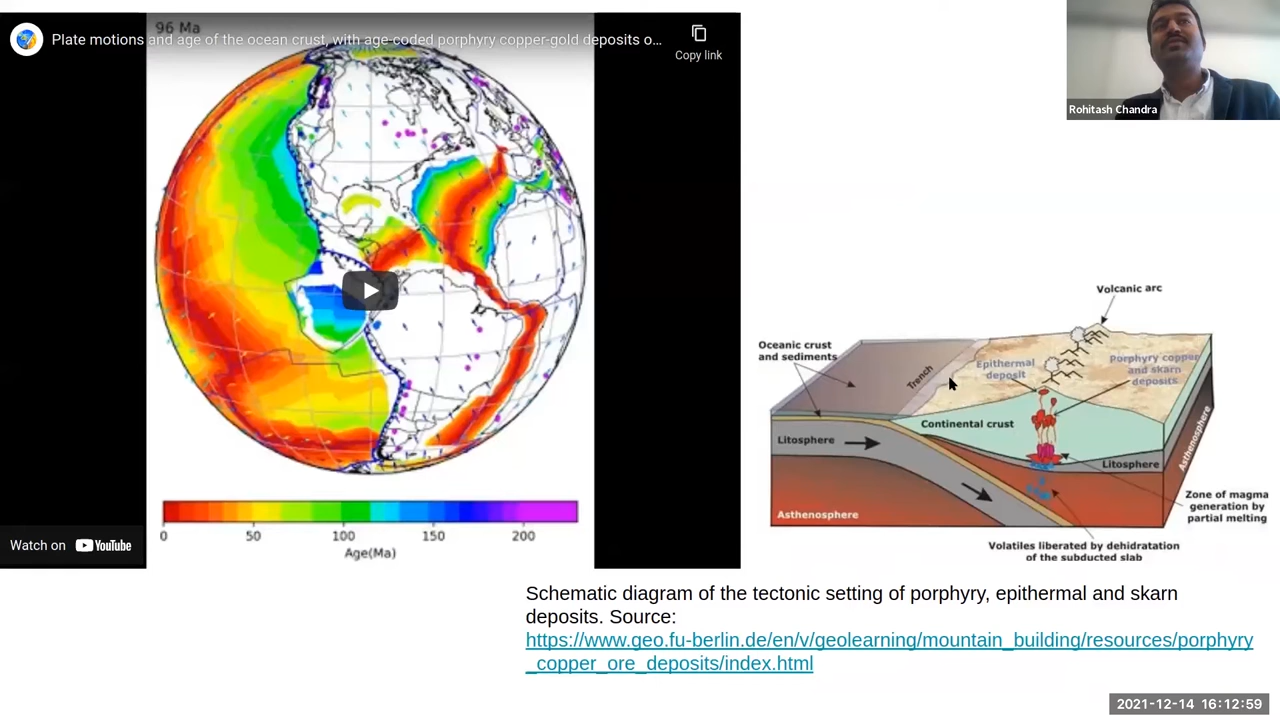 96 Ma
Plate motions and age of the ocean crust, with age-coded porphyry copper-gold deposits o...
Copy link
Rohitash Chandra
0 50 100 150 200
Age(Ma)
Watch on YouTube
Volcanic arc
Oceanic crust
and sediments
Trench
Epithermal
deposit
Porphyry copper
and skarn
deposits
Continental crust
Litosphere
Litosphere
Asthenosphere
Asthenosphere
Zone of magma
generation by
partial melting
Volatiles liberated by dehidratation
of the subducted slab
Schematic diagram of the tectonic setting of porphyry, epithermal and skarn
deposits. Source:
https://www.geo.fu-berlin.de/en/v/geolearning/mountain_building/resources/porphyry
_copper_ore_deposits/index.html
2021-12-14 16:12:59